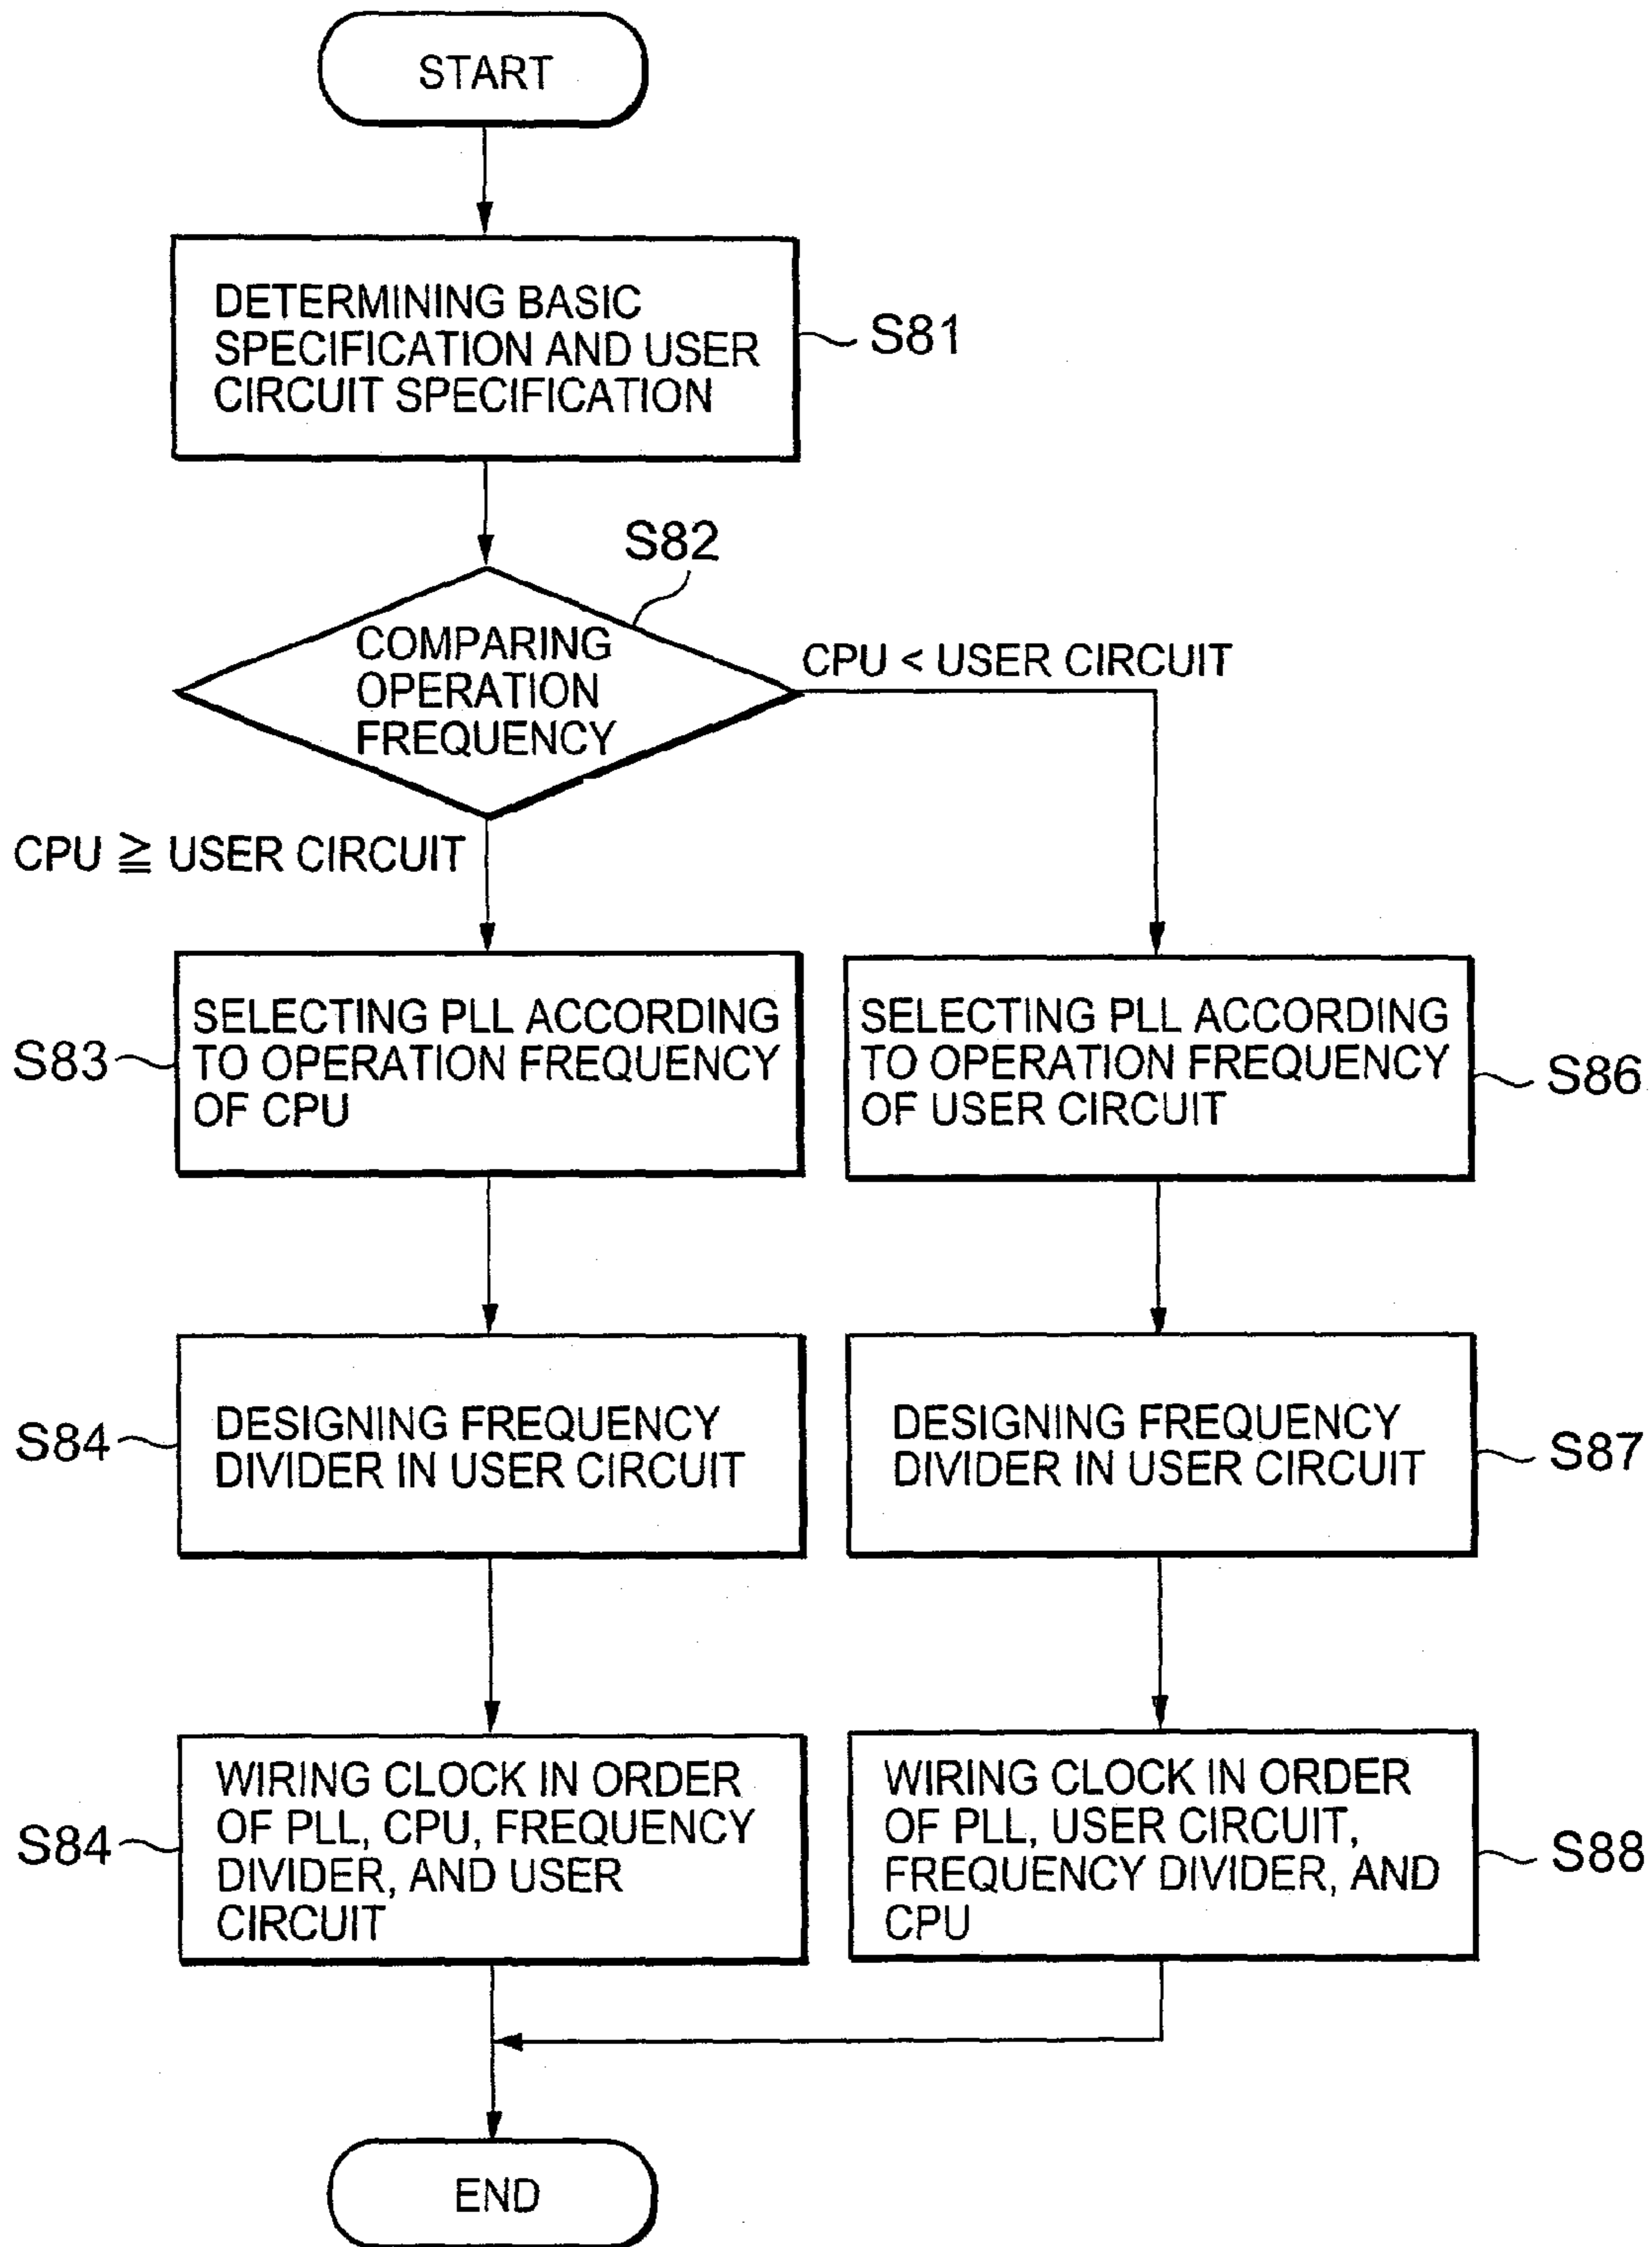 START
DETERMINING BASIC
SPECIFICATION AND USER
CIRCUIT SPECIFICATION
S81
S82
COMPARING
OPERATION
FREQUENCY
CPU < USER CIRCUIT
CPU ≧ USER CIRCUIT
SELECTING PLL ACCORDING
TO OPERATION FREQUENCY
OF CPU
S83
SELECTING PLL ACCORDING
TO OPERATION FREQUENCY
OF USER CIRCUIT
S86
DESIGNING FREQUENCY
DIVIDER IN USER CIRCUIT
S84
DESIGNING FREQUENCY
DIVIDER IN USER CIRCUIT
S87
WIRING CLOCK IN ORDER
OF PLL, CPU, FREQUENCY
DIVIDER, AND USER
CIRCUIT
S84
WIRING CLOCK IN ORDER
OF PLL, USER CIRCUIT,
FREQUENCY DIVIDER, AND
CPU
S88
END